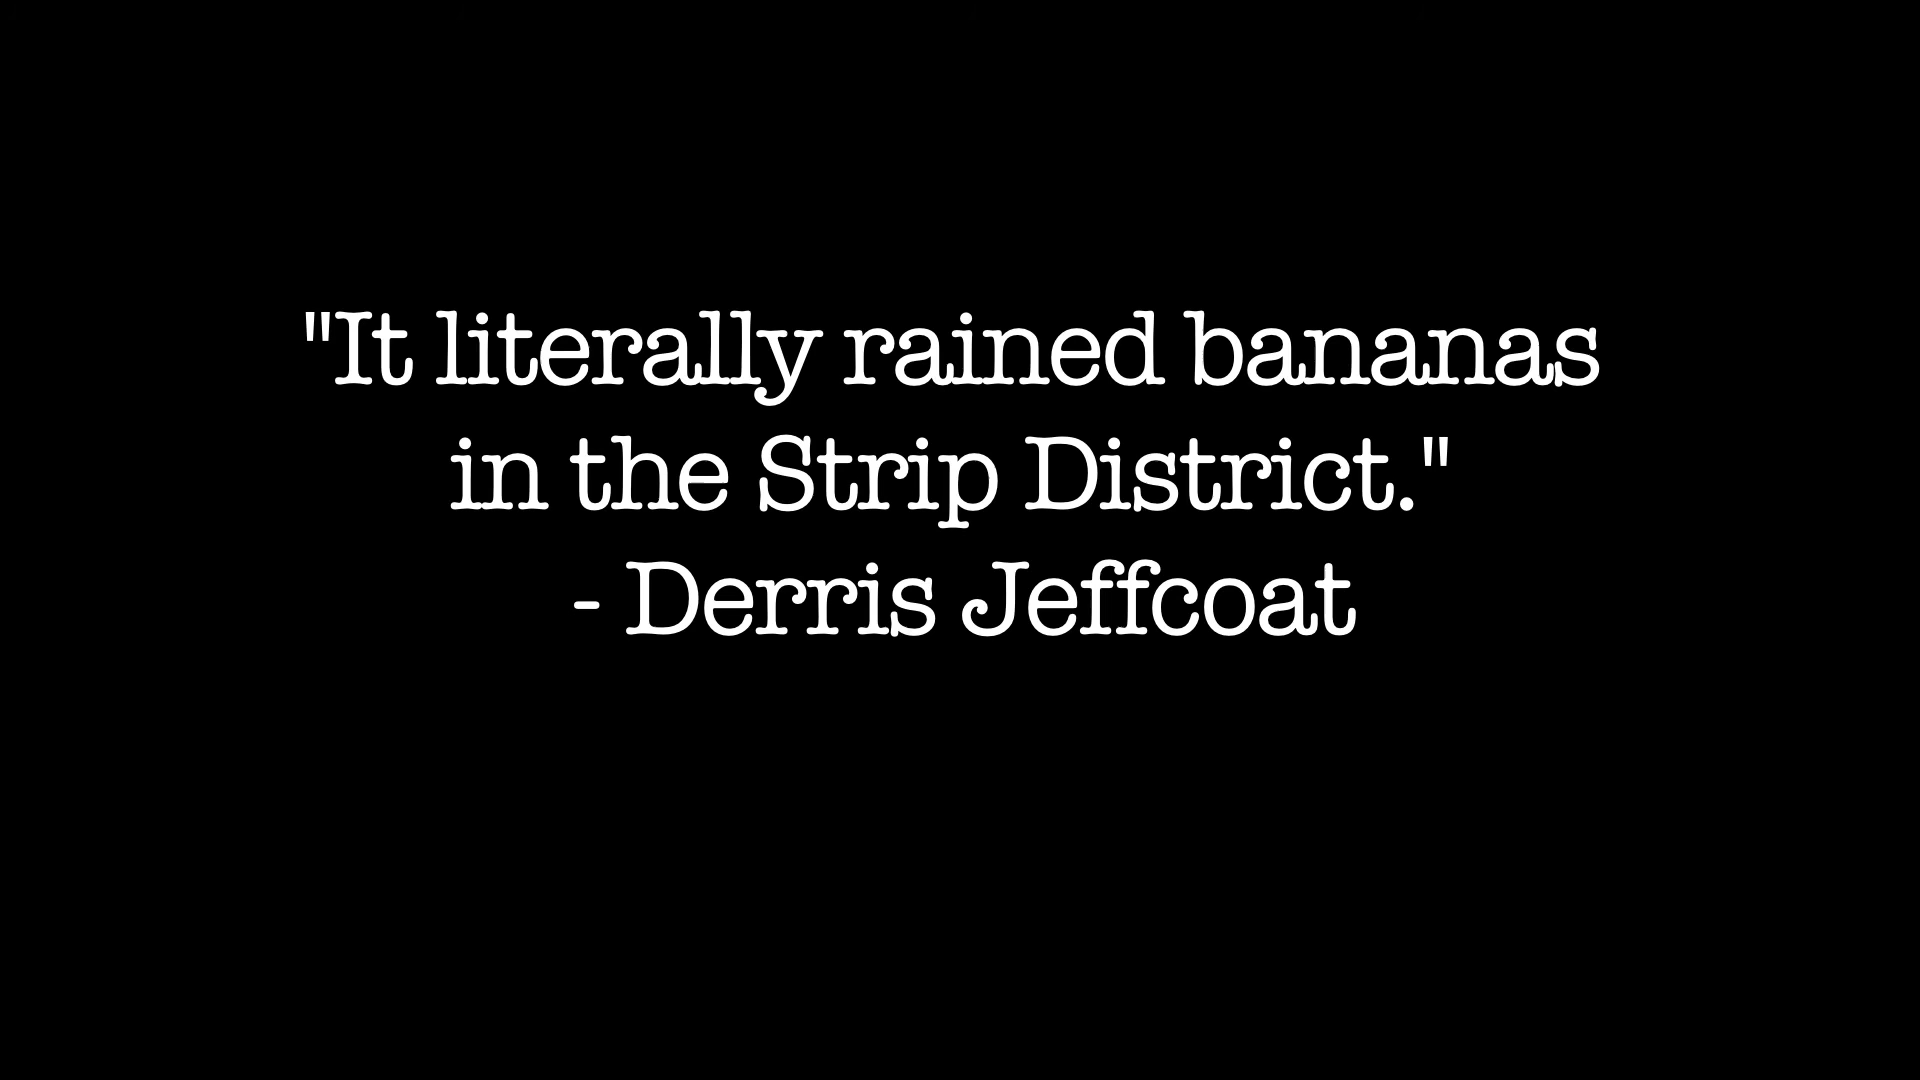 "It literally rained bananas
in the Strip District."
- Derris Jeffcoat